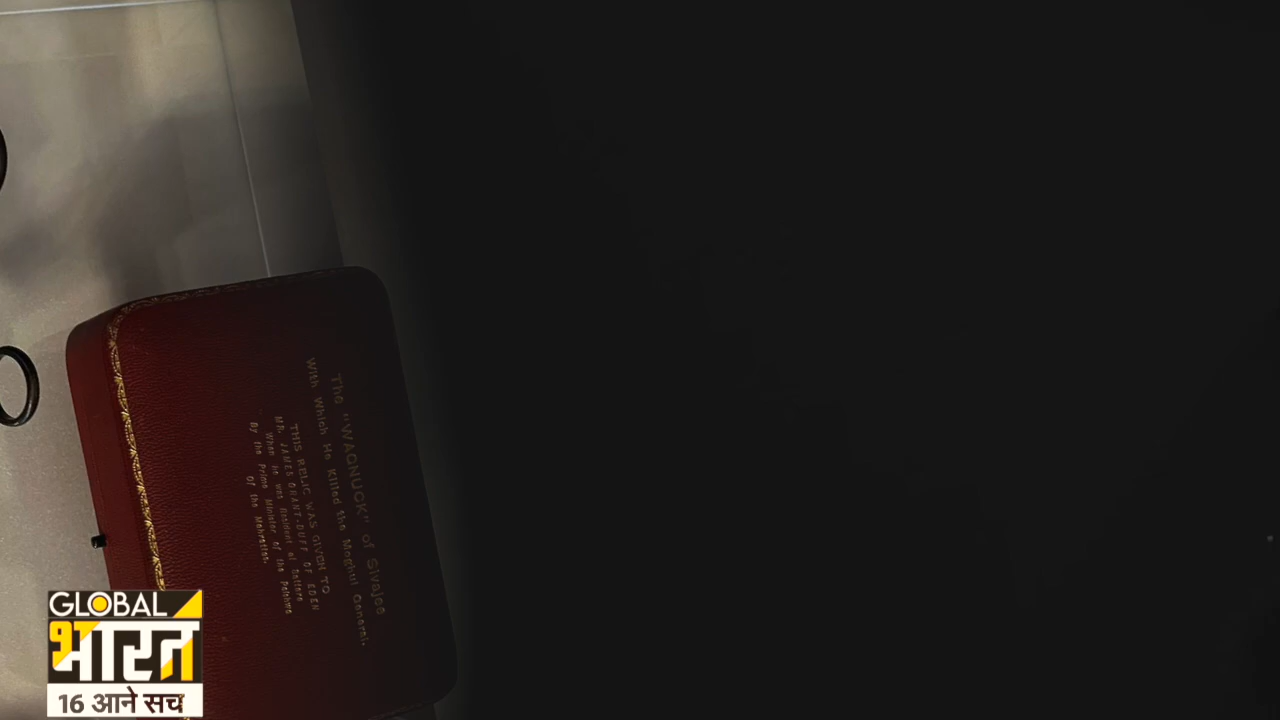 The "WAGNUCK" of Sivajee
With Which He Killed the Moghul General.
THIS RELIC WAS GIVEN TO
MR. JAMES GRANT-DUFF OF EDEN
When he was Resident at Sattara
By the Prime Minister of the Peishwa
Of the Mahrattas.
GLOBAL
भारत
16 आने सच